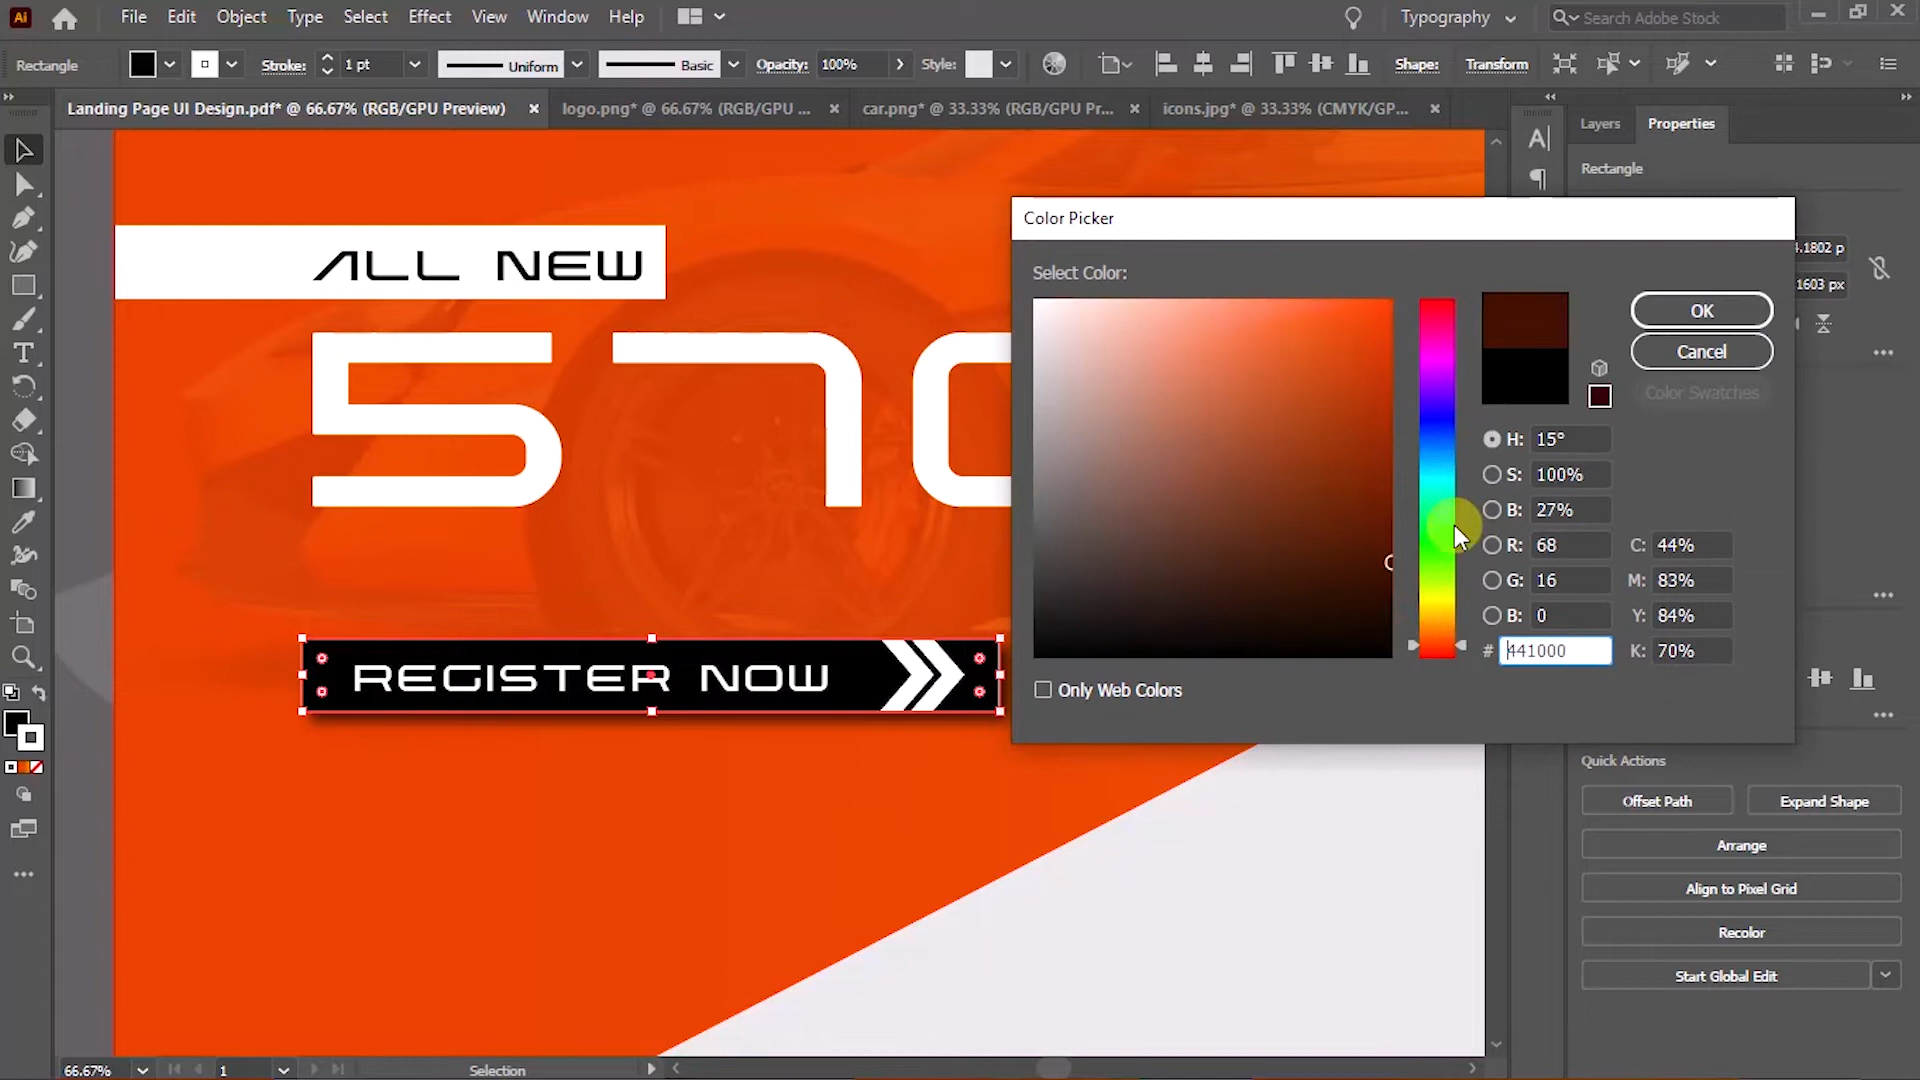 Ai File Edit Object Type Select Effect View Window Help Typography Search Adobe Stock
Rectangle Stroke: 1 pt Uniform Basic Opacity: 100% Style: Shape: Transform
Landing Page UI Design.pdf* @ 66.67% (RGB/GPU Preview) × logo.png* @ 66.67% (RGB/GPU ... × car.png* @ 33.33% (RGB/GPU Pr... × icons.jpg* @ 33.33% (CMYK/GP... ×
Layers Properties
Rectangle
Color Picker
Select Color:
ALL NEW
570
4.1802 p
1603 px
OK
Cancel
Color Swatches
H: 15°
S: 100%
B: 27%
R: 68 C: 44%
G: 16 M: 83%
B: 0 Y: 84%
# 441000 K: 70%
Only Web Colors
REGISTER NOW
Quick Actions
Offset Path Expand Shape
Arrange
Align to Pixel Grid
Recolor
Start Global Edit
66.67% 1 Selection